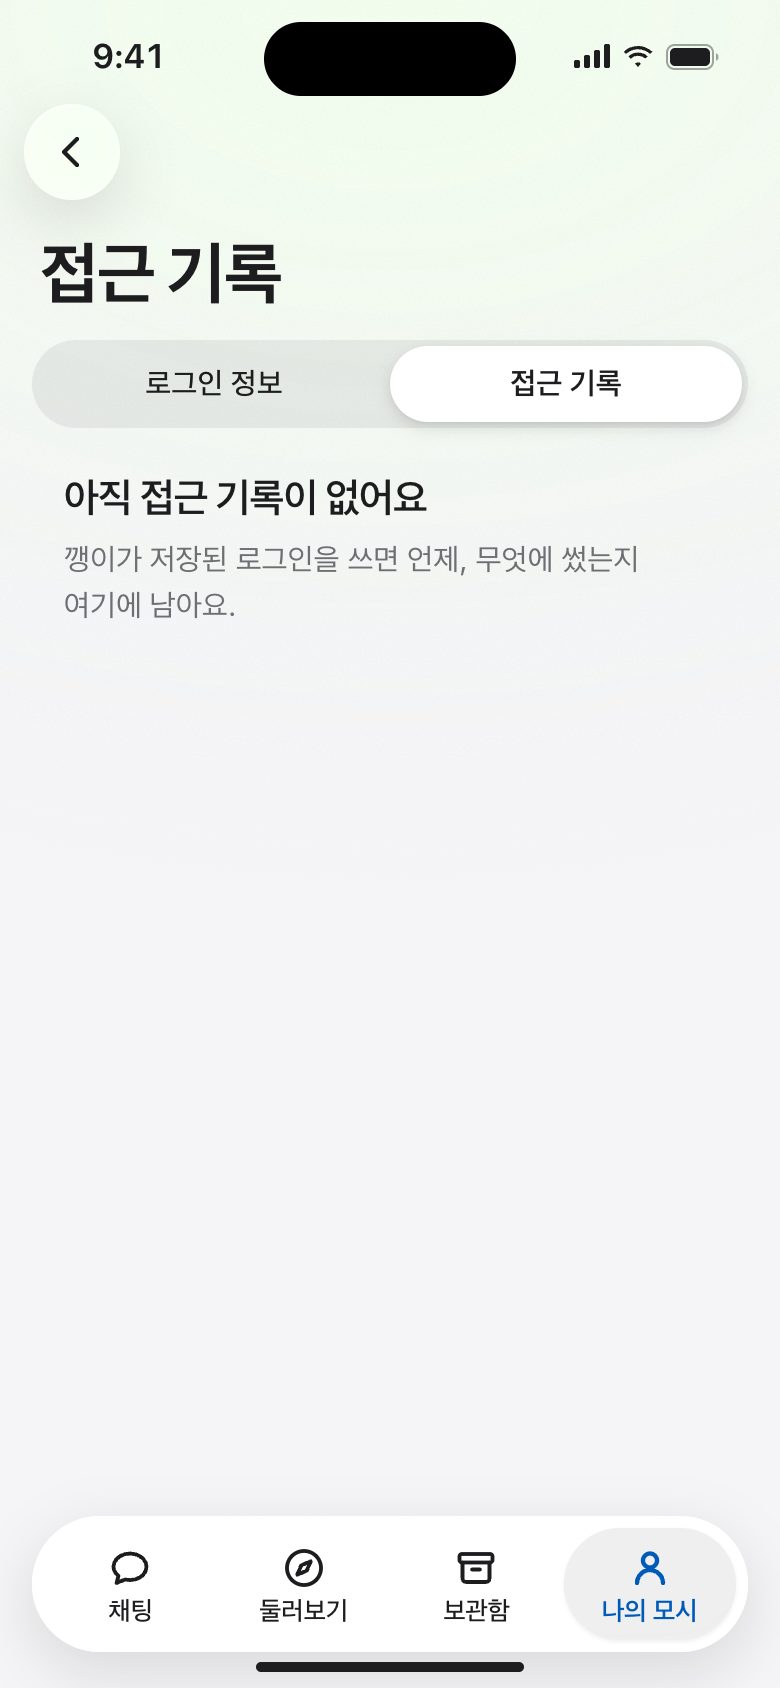 9:41
접근 기록
로그인 정보
접근 기록
아직 접근 기록이 없어요
깽이가 저장된 로그인을 쓰면 언제, 무엇에 썼는지
여기에 남아요.
채팅
둘러보기
보관함
나의 모시